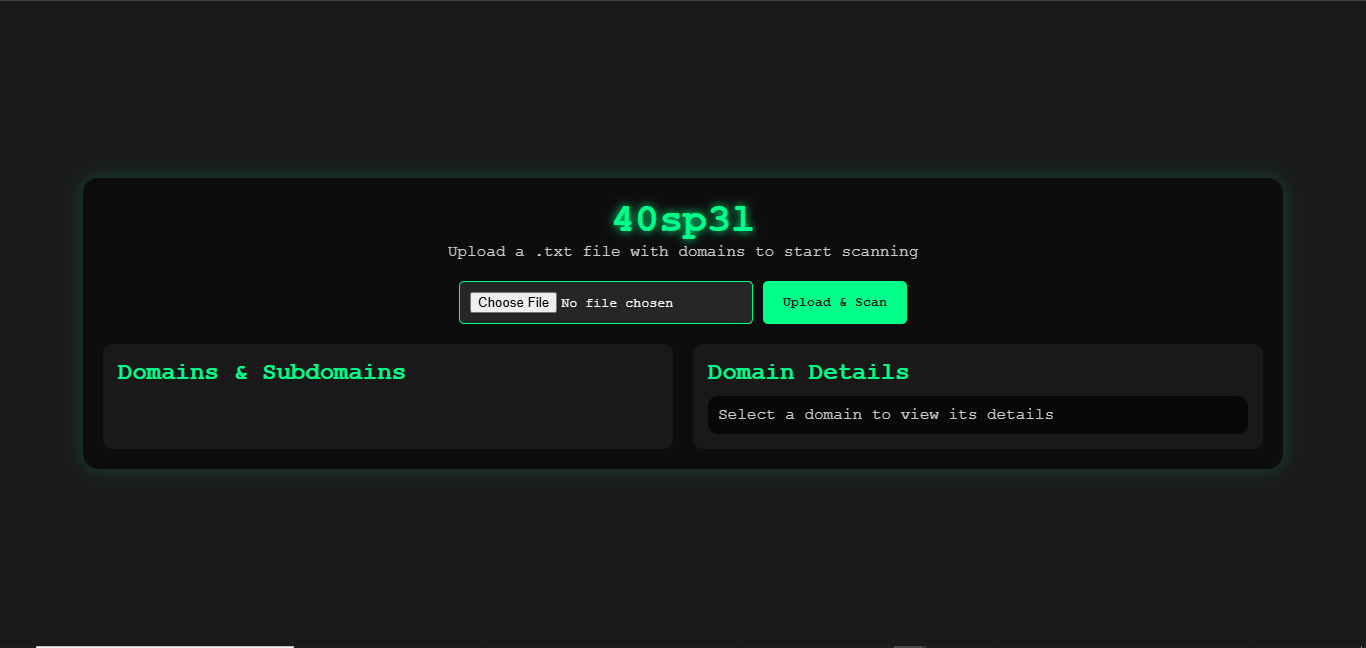 40sp3l
Upload a .txt file with domains to start scanning
Choose File No file chosen
Upload & Scan
Domains & Subdomains
Domain Details
Select a domain to view its details